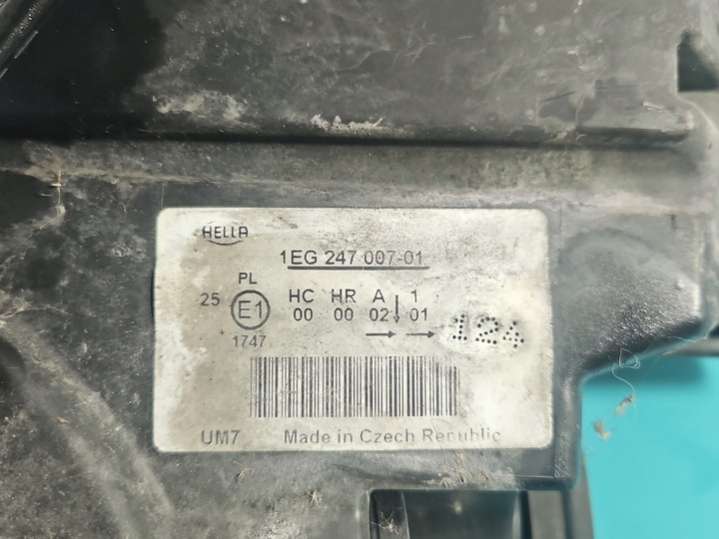 HELLA
1EG 247 007-01
PL
25 E1 HC HR A 1
00 00 02↓ 01
1747 → → 124
UM7 Made in Czech Republic